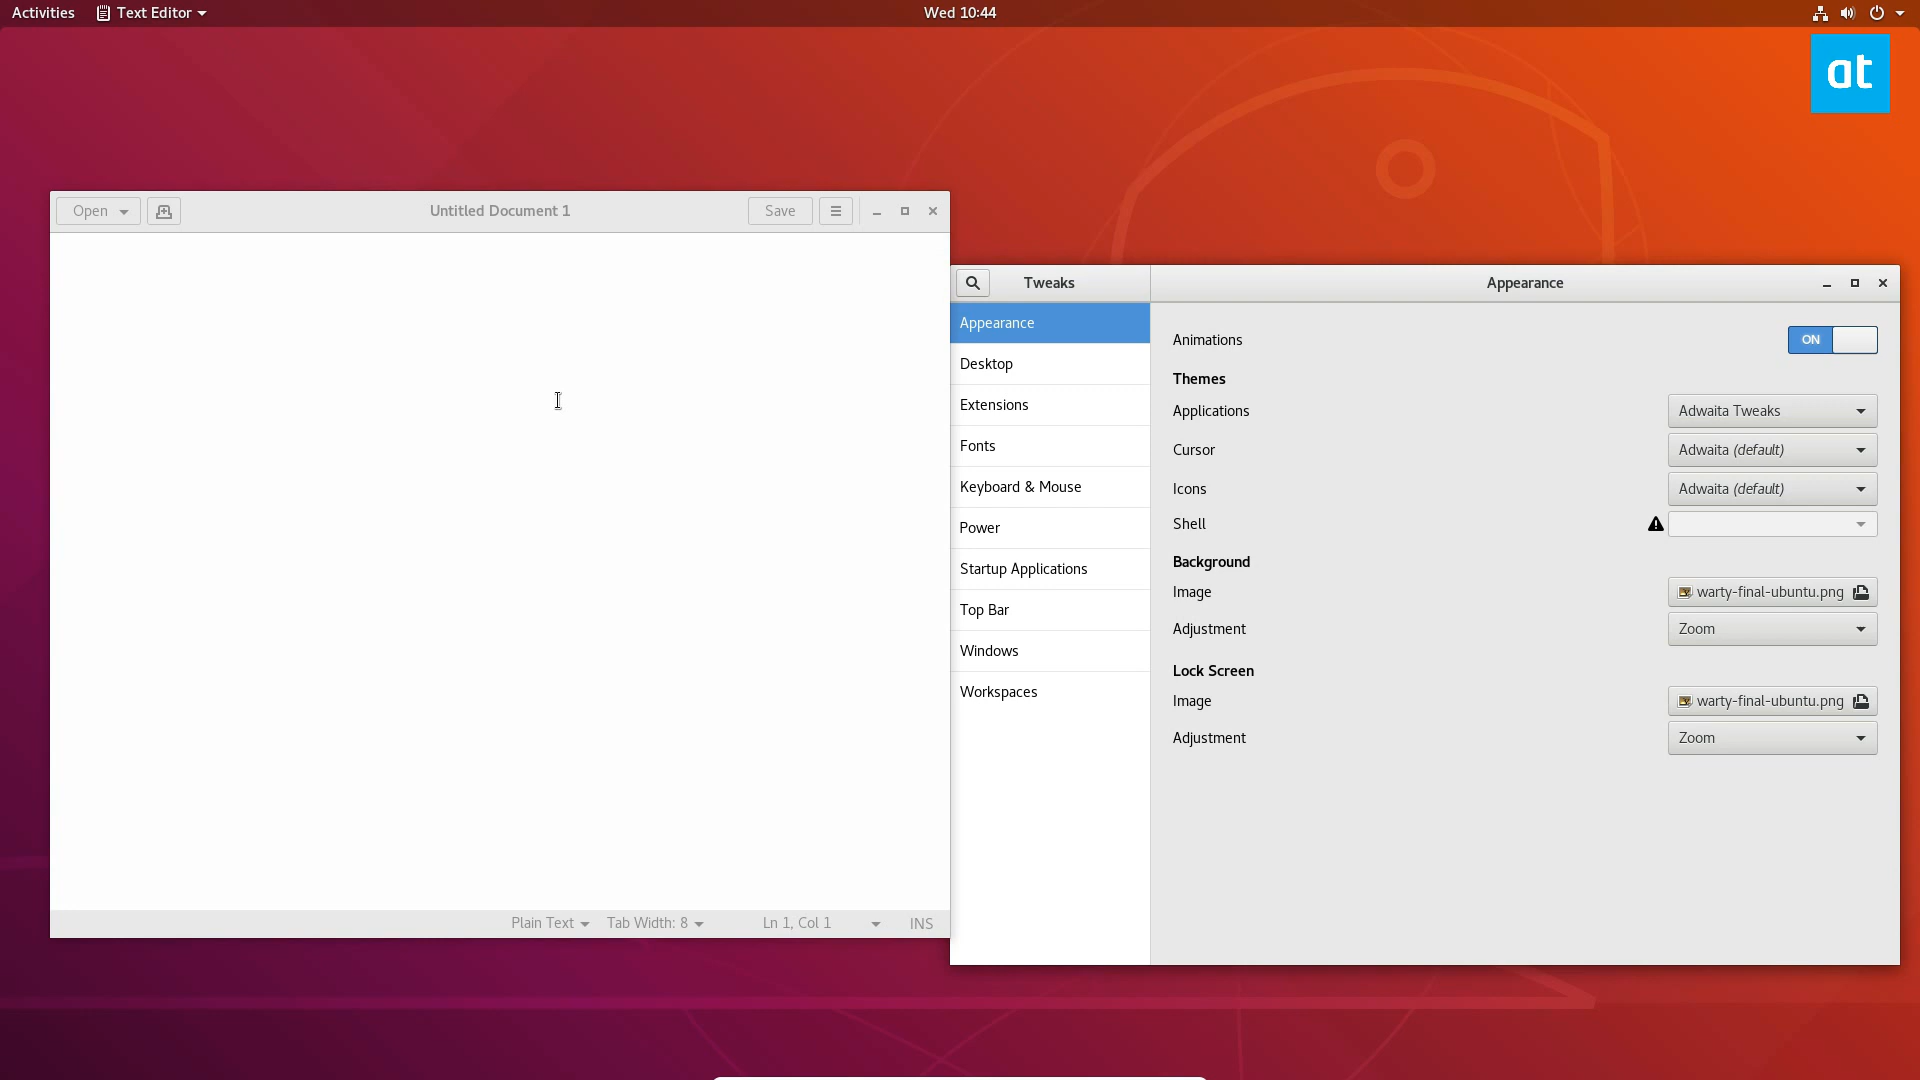 Activities
Text Editor
Wed 10:44
at
Open
Untitled Document 1
Save
Plain Text
Tab Width: 8
Ln 1, Col 1
INS
Tweaks
Appearance
Appearance
Desktop
Extensions
Fonts
Keyboard & Mouse
Power
Startup Applications
Top Bar
Windows
Workspaces
Animations
ON
Themes
Applications
Adwaita Tweaks
Cursor
Adwaita (default)
Icons
Adwaita (default)
Shell
Background
Image
warty-final-ubuntu.png
Adjustment
Zoom
Lock Screen
Image
warty-final-ubuntu.png
Adjustment
Zoom